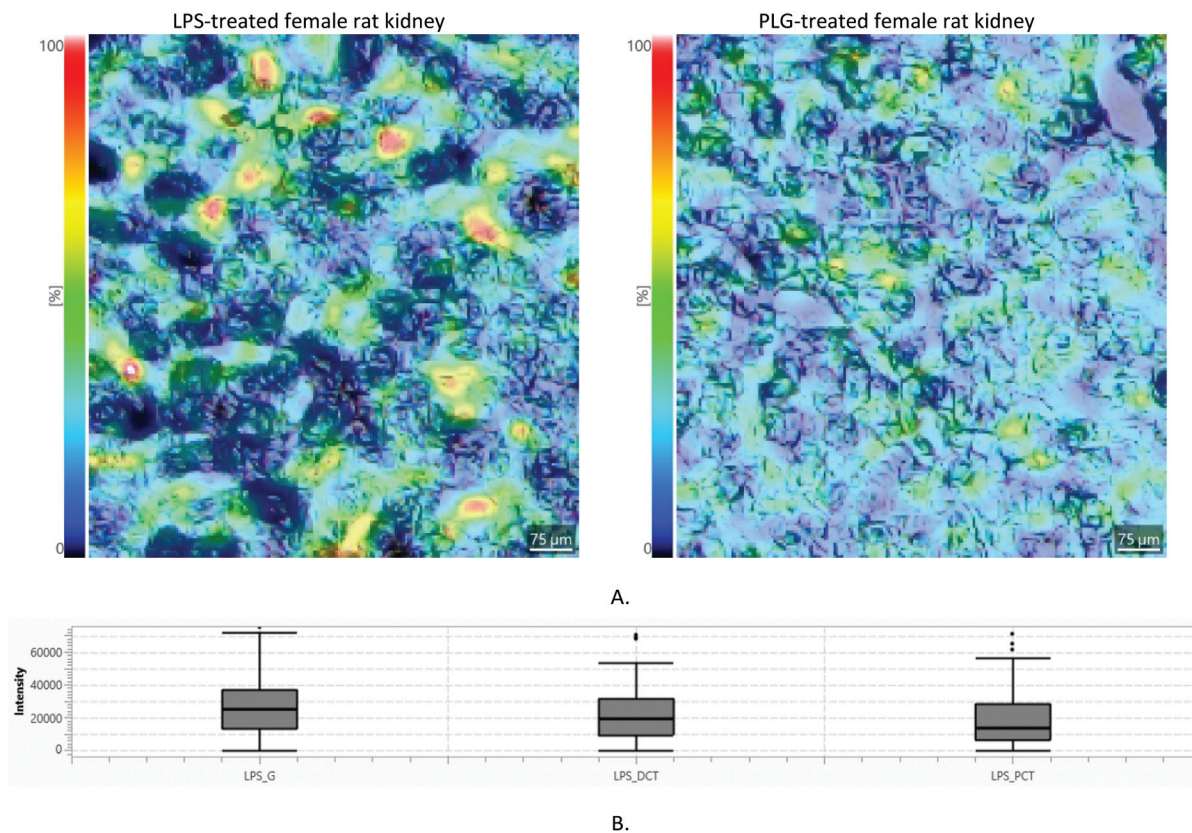 LPS-treated female rat kidney
PLG-treated female rat kidney
100
[%]
0
75 μm
100
[%]
0
75 μm
A.
Intensity
60000
40000
20000
0
LPS_G
LPS_DCT
LPS_PCT
B.